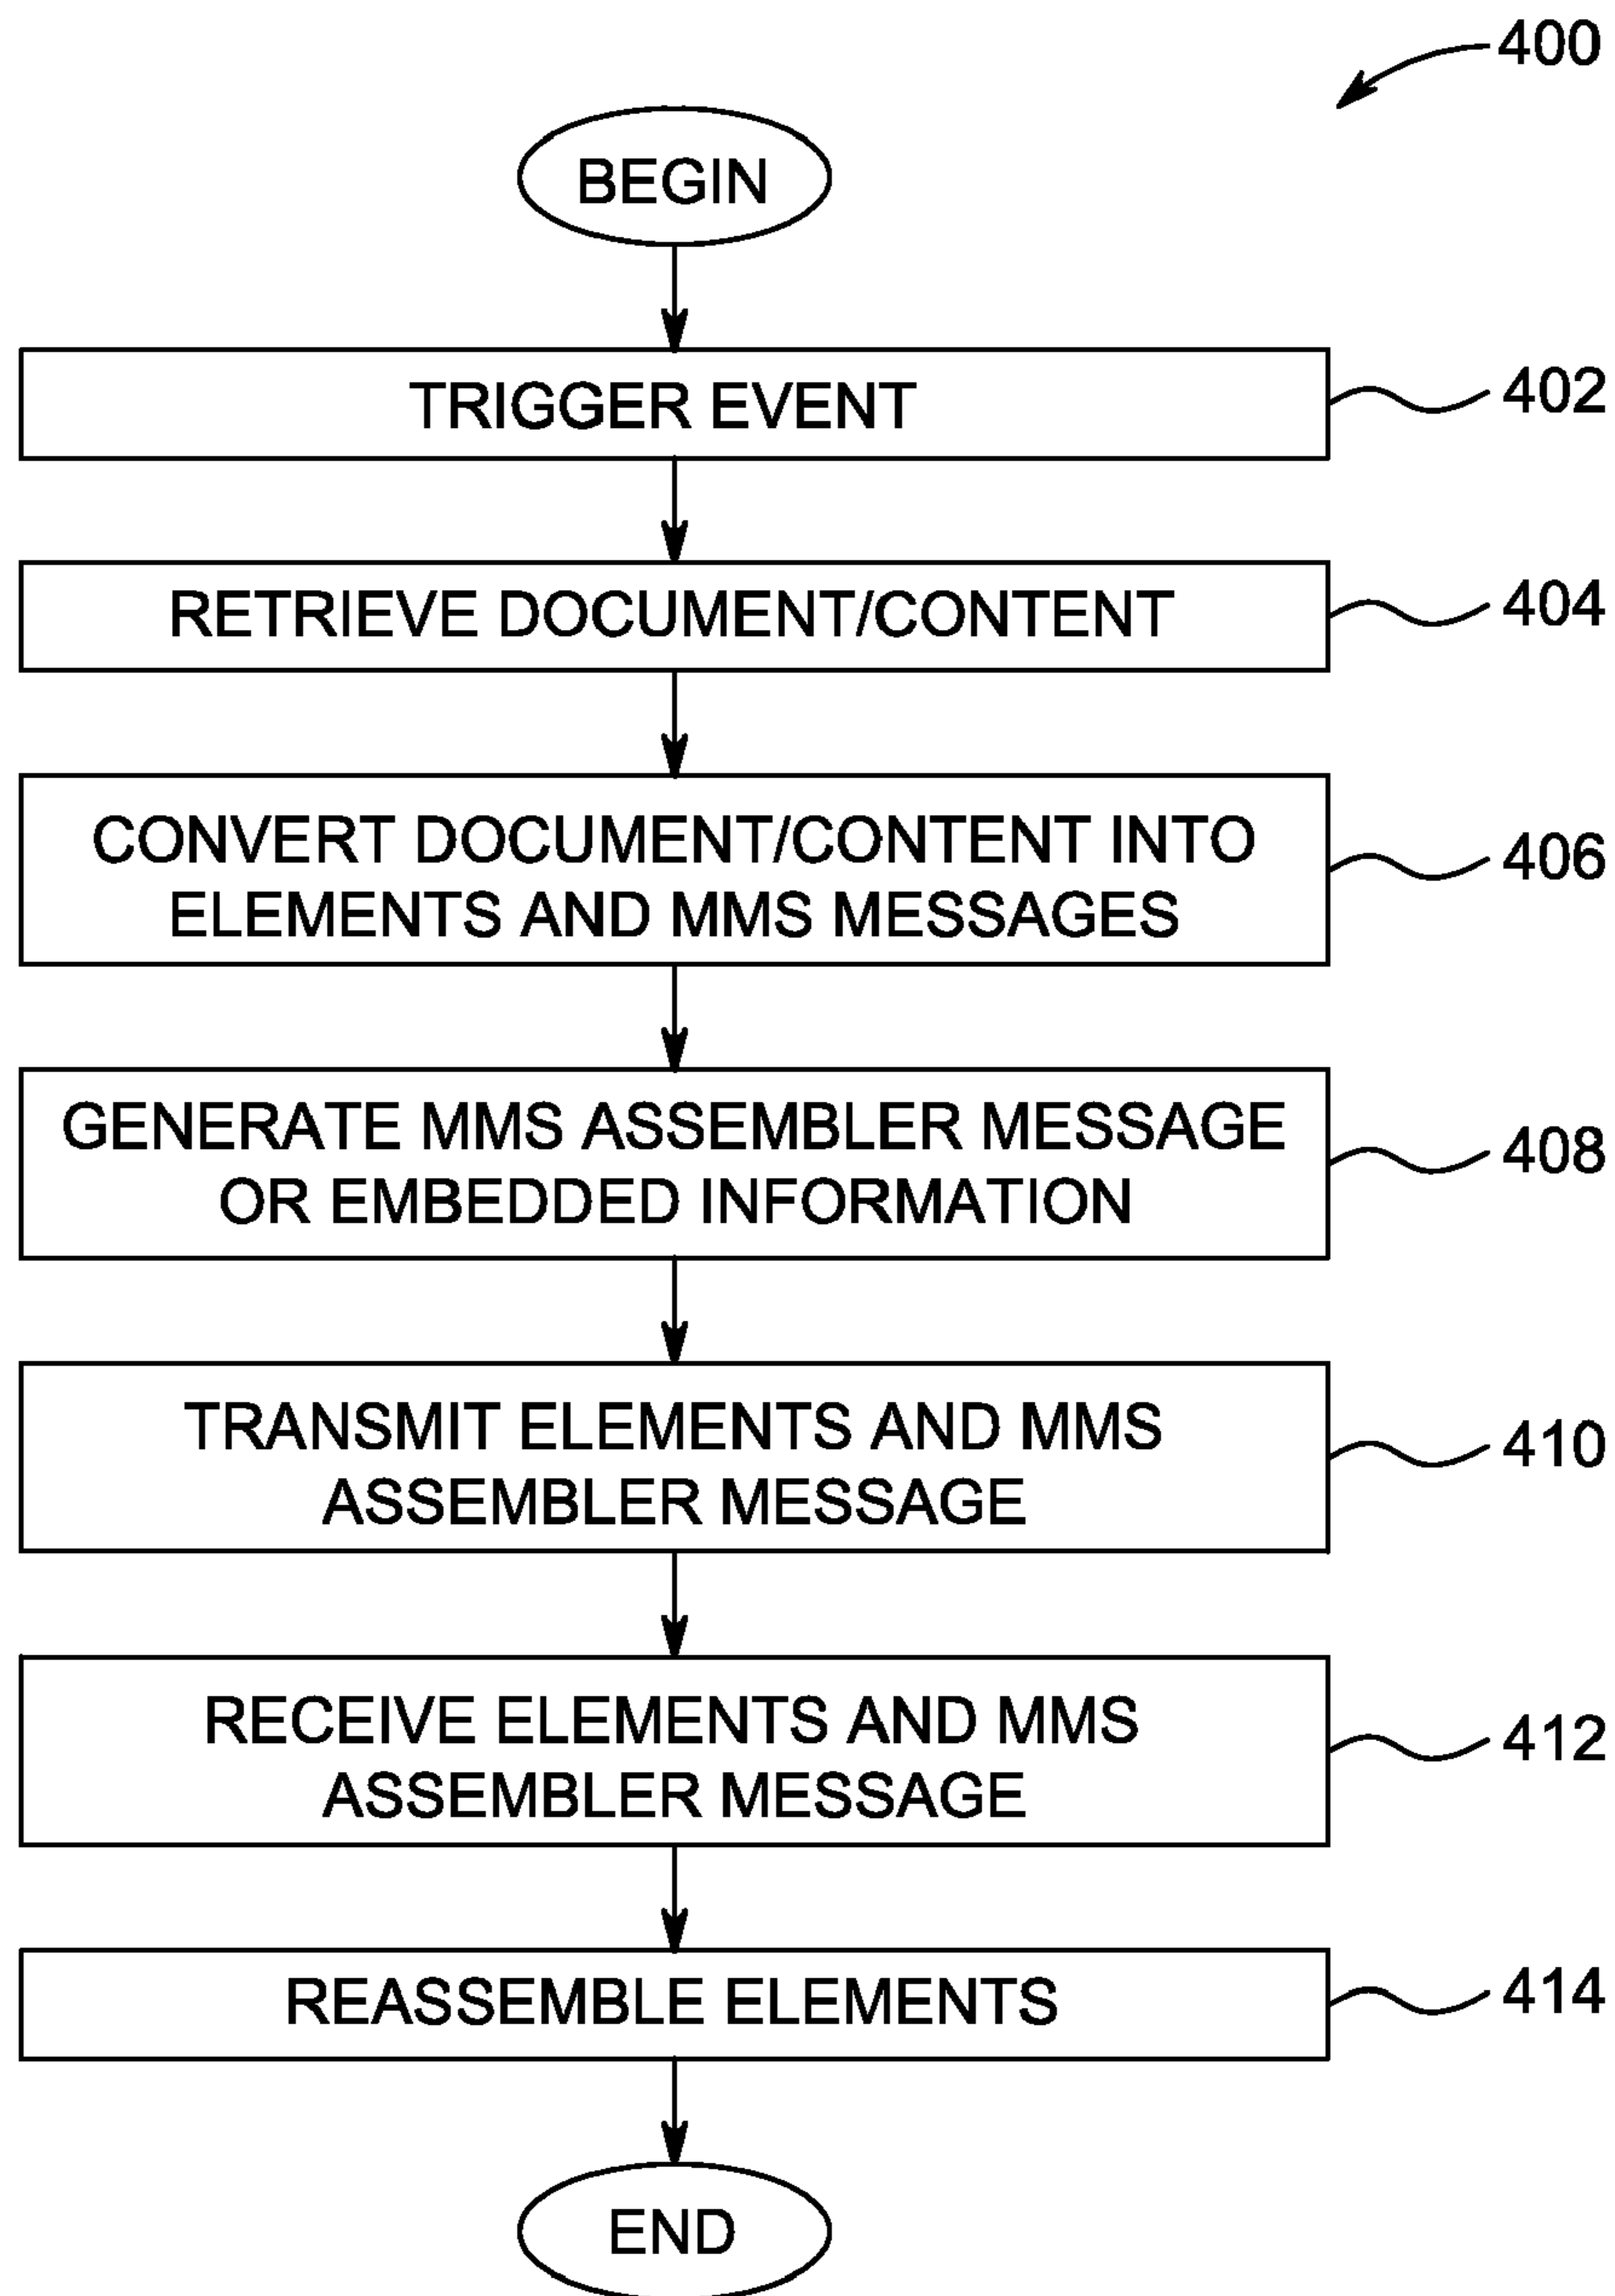 400
BEGIN
TRIGGER EVENT
402
RETRIEVE DOCUMENT/CONTENT
404
CONVERT DOCUMENT/CONTENT INTO
ELEMENTS AND MMS MESSAGES
406
GENERATE MMS ASSEMBLER MESSAGE
OR EMBEDDED INFORMATION
408
TRANSMIT ELEMENTS AND MMS
ASSEMBLER MESSAGE
410
RECEIVE ELEMENTS AND MMS
ASSEMBLER MESSAGE
412
REASSEMBLE ELEMENTS
414
END